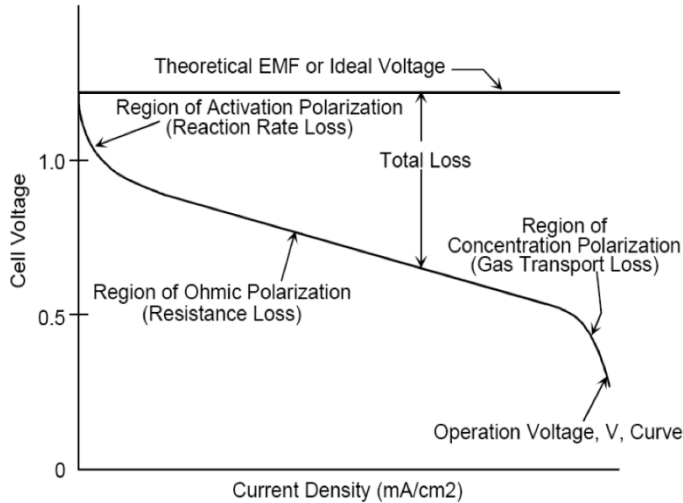 Theoretical EMF or Ideal Voltage
Region of Activation Polarization
(Reaction Rate Loss)
1.0
Total Loss
Cell Voltage
Region of
Concentration Polarization
(Gas Transport Loss)
Region of Ohmic Polarization
(Resistance Loss)
0.5
Operation Voltage, V, Curve
0
Current Density (mA/cm2)